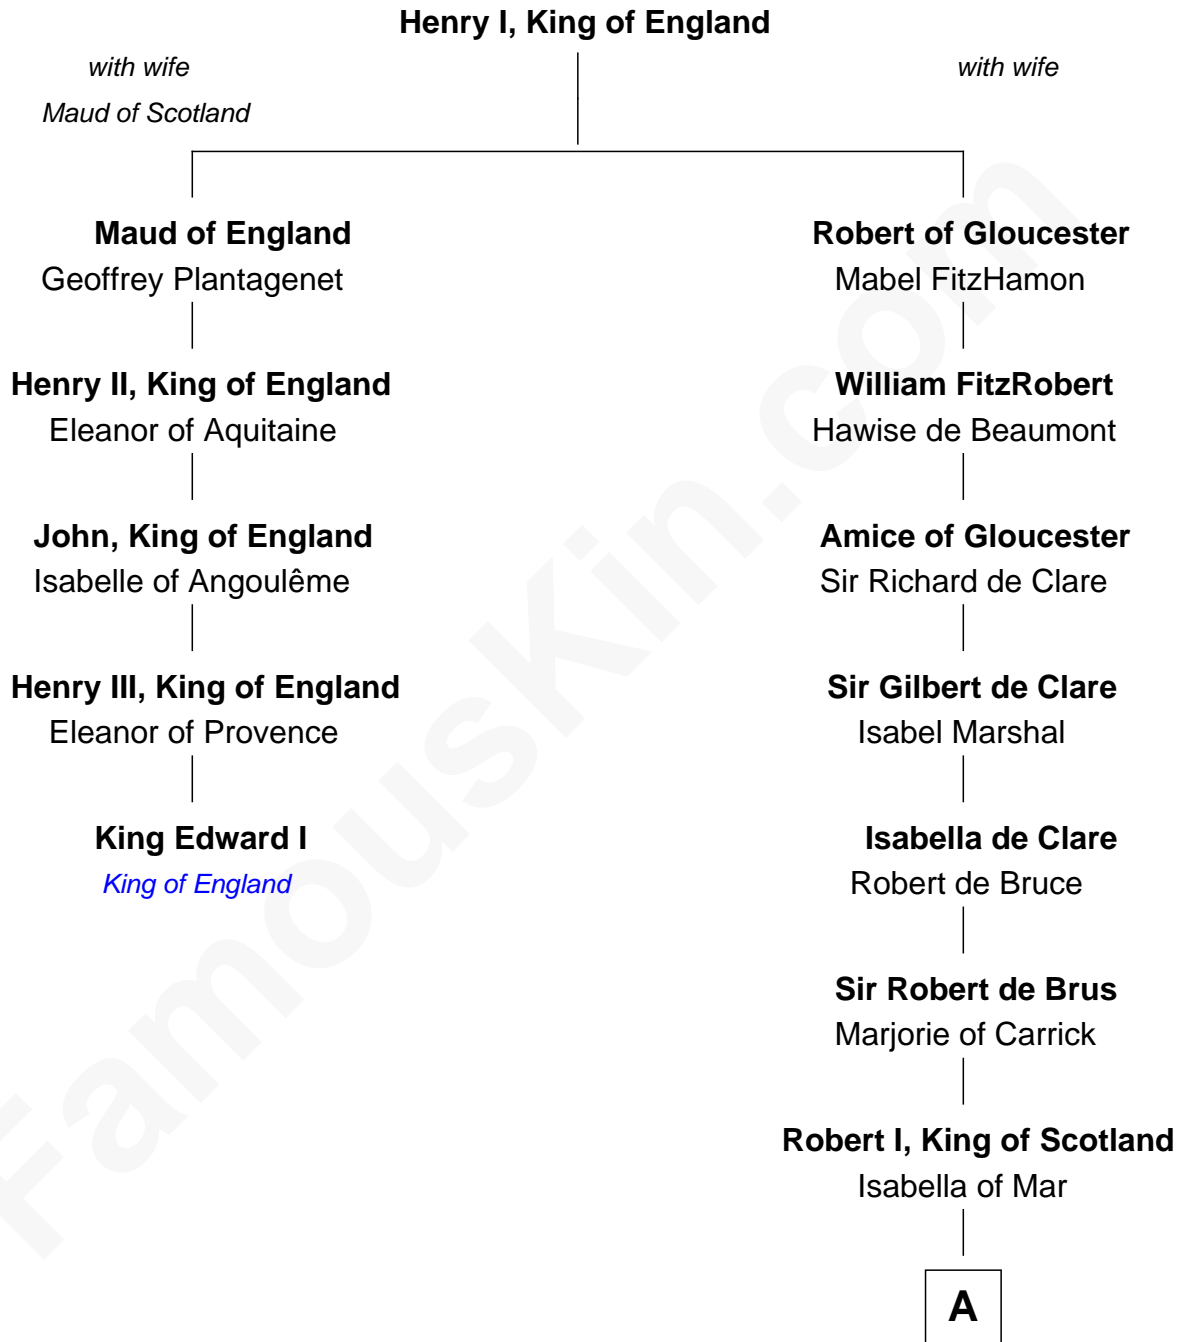 Henry I, King of England
with wife
Maud of Scotland
with wife
Maud of England
Geoffrey Plantagenet
Henry II, King of England
Eleanor of Aquitaine
John, King of England
Isabelle of Angoulême
Henry III, King of England
Eleanor of Provence
King Edward I
King of England
Robert of Gloucester
Mabel FitzHamon
William FitzRobert
Hawise de Beaumont
Amice of Gloucester
Sir Richard de Clare
Sir Gilbert de Clare
Isabel Marshal
Isabella de Clare
Robert de Bruce
Sir Robert de Brus
Marjorie of Carrick
Robert I, King of Scotland
Isabella of Mar
A
FamousKin.com